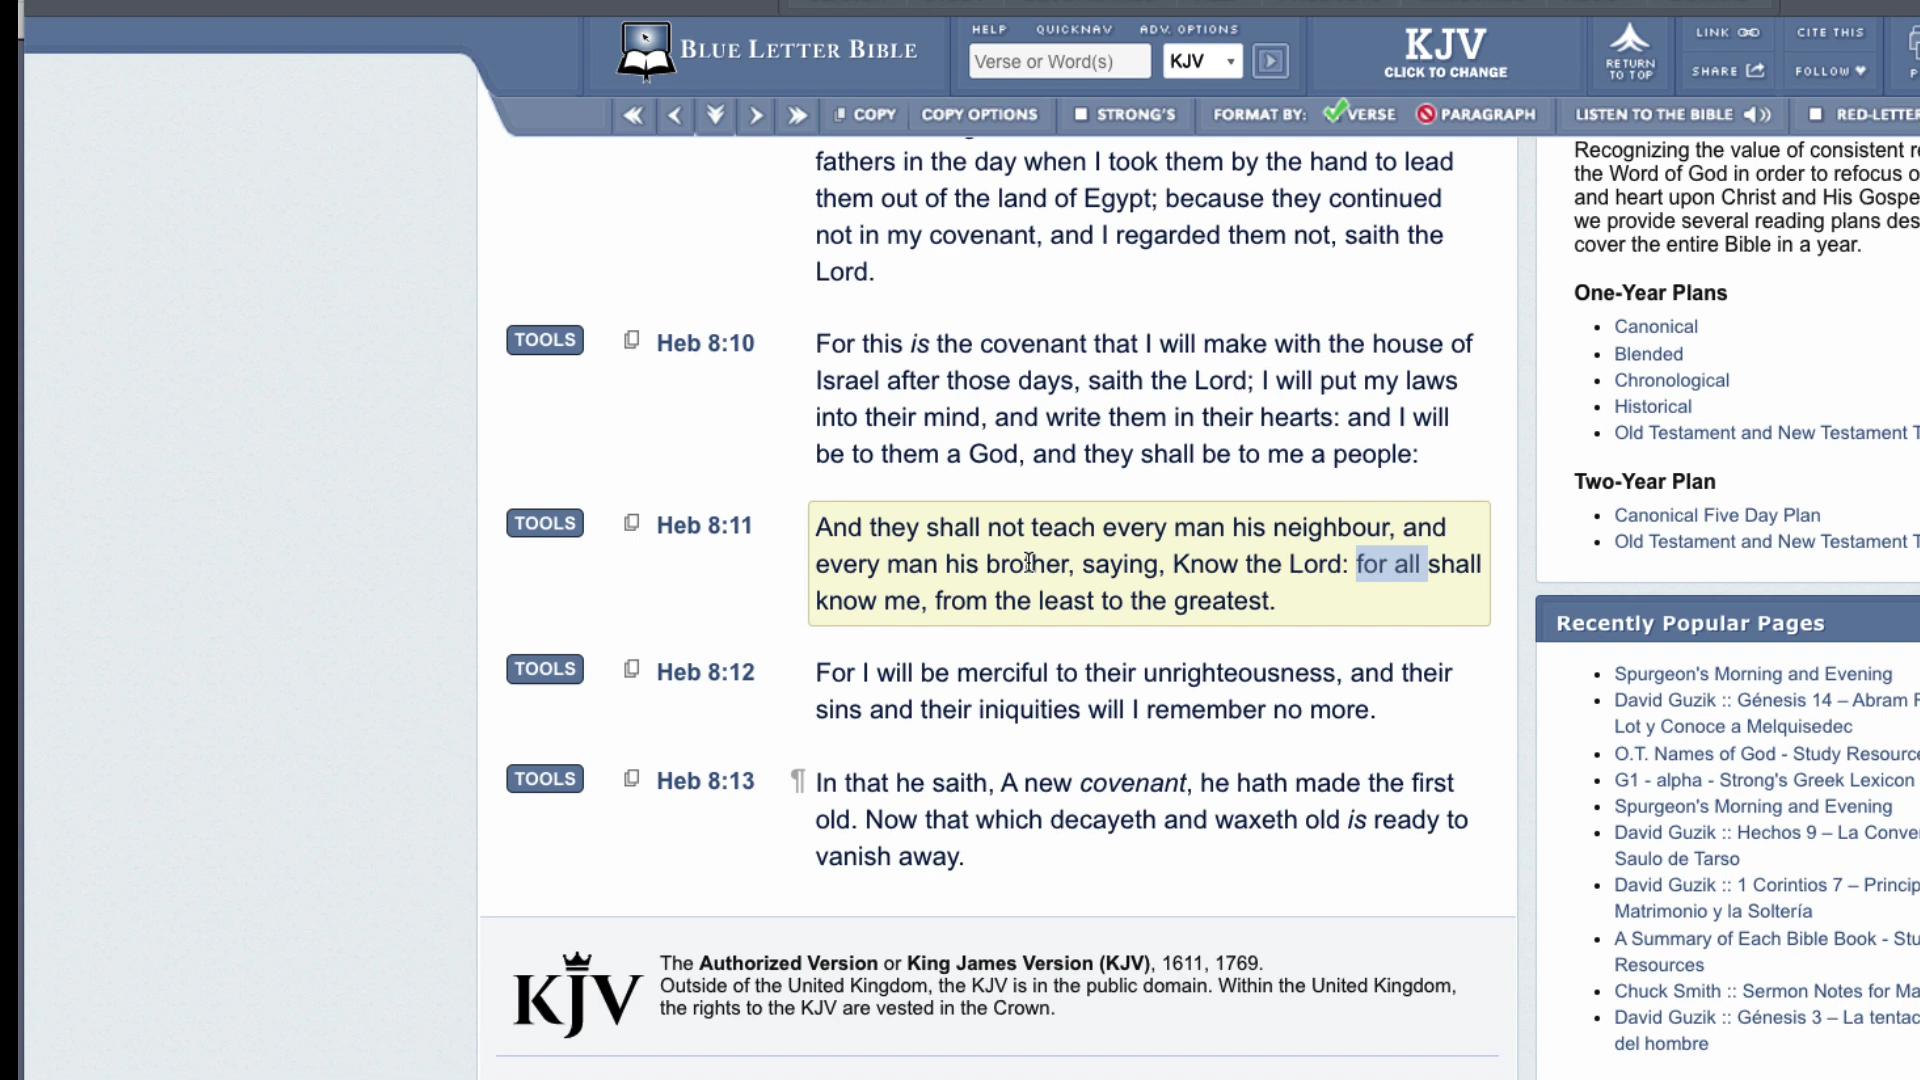 BLUE LETTER BIBLE
HELP QUICKNAV ADV. OPTIONS
Verse or Word(s) KJV
KJV
CLICK TO CHANGE
RETURN
TO TOP
LINK
SHARE
CITE THIS
FOLLOW
COPY COPY OPTIONS STRONG'S FORMAT BY: VERSE PARAGRAPH LISTEN TO THE BIBLE RED-LETTER
fathers in the day when I took them by the hand to lead
them out of the land of Egypt; because they continued
not in my covenant, and I regarded them not, saith the
Lord.
TOOLS Heb 8:10 For this is the covenant that I will make with the house of
Israel after those days, saith the Lord; I will put my laws
into their mind, and write them in their hearts: and I will
be to them a God, and they shall be to me a people:
TOOLS Heb 8:11 And they shall not teach every man his neighbour, and
every man his brother, saying, Know the Lord: for all shall
know me, from the least to the greatest.
TOOLS Heb 8:12 For I will be merciful to their unrighteousness, and their
sins and their iniquities will I remember no more.
TOOLS Heb 8:13 ¶ In that he saith, A new covenant, he hath made the first
old. Now that which decayeth and waxeth old is ready to
vanish away.
KJV
The Authorized Version or King James Version (KJV), 1611, 1769.
Outside of the United Kingdom, the KJV is in the public domain. Within the United Kingdom,
the rights to the KJV are vested in the Crown.
Recognizing the value of consistent
the Word of God in order to refocus
and heart upon Christ and His
we provide several reading plans
cover the entire Bible in a year.
One-Year Plans
• Canonical
• Blended
• Chronological
• Historical
• Old Testament and New Testament
Two-Year Plan
• Canonical Five Day Plan
• Old Testament and New Testament
Recently Popular Pages
• Spurgeon's Morning and Evening
• David Guzik :: Génesis 14 – Abram
Lot y Conoce a Melquisedec
• O.T. Names of God - Study
• G1 - alpha - Strong's Greek Lexicon
• Spurgeon's Morning and Evening
• David Guzik :: Hechos 9 – La
Saulo de Tarso
• David Guzik :: 1 Corintios 7 –
Matrimonio y la Soltería
• A Summary of Each Bible Book -
Resources
• Chuck Smith :: Sermon Notes for
• David Guzik :: Génesis 3 – La
del hombre